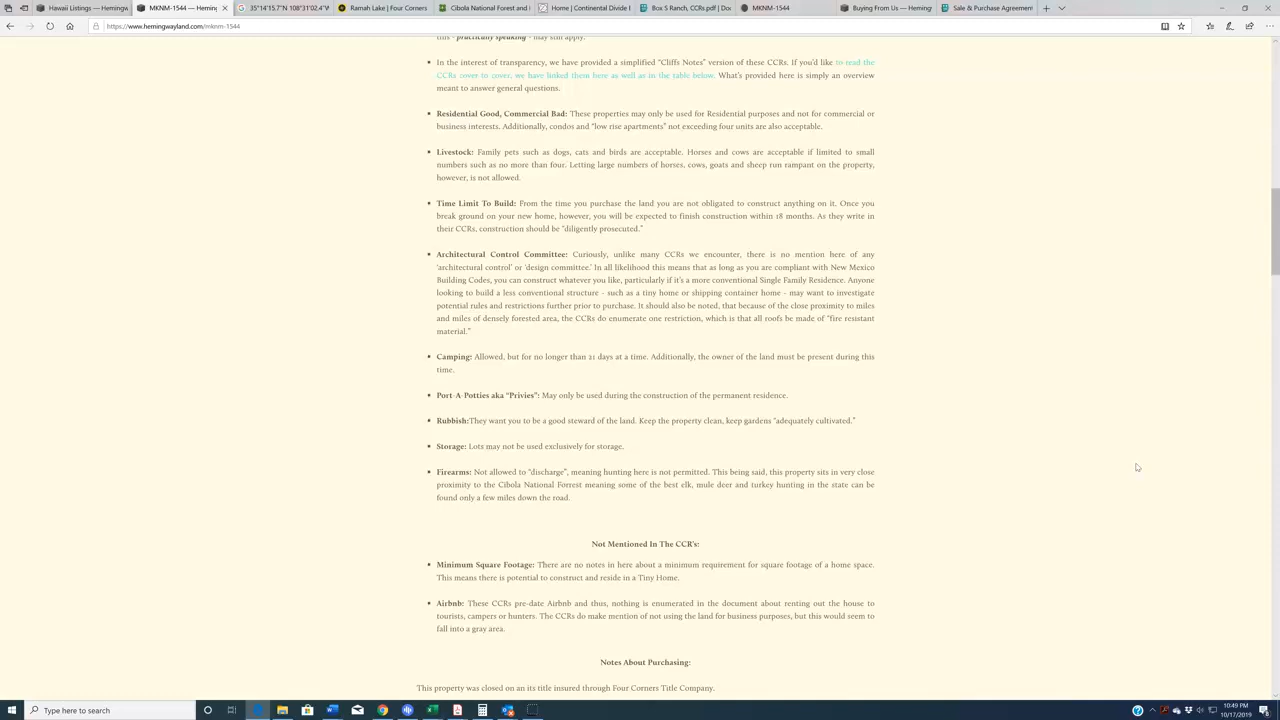 Hawaii Listings — Hemingw
MKNM-1544 — Heming
35°14'15.7"N 108°31'02.4"W
Ramah Lake | Four Corners
Cibola National Forest and
Home | Continental Divide E
Box S Ranch, CCRs.pdf | Do
MKNM-1544
Buying From Us — Heming
Sale & Purchase Agreement
https://www.hemingwayland.com/mknm-1544
this - practically speaking - may still apply.
In the interest of transparency, we have provided a simplified "Cliffs Notes" version of these CCRs. If you'd like to read the
CCRs cover to cover, we have linked them here as well as in the table below. What's provided here is simply an overview
meant to answer general questions.
Residential Good, Commercial Bad: These properties may only be used for Residential purposes and not for commercial or
business interests. Additionally, condos and "low rise apartments" not exceeding four units are also acceptable.
Livestock: Family pets such as dogs, cats and birds are acceptable. Horses and cows are acceptable if limited to small
numbers such as no more than four. Letting large numbers of horses, cows, goats and sheep run rampant on the property,
however, is not allowed.
Time Limit To Build: From the time you purchase the land you are not obligated to construct anything on it. Once you
break ground on your new home, however, you will be expected to finish construction within 18 months. As they write in
their CCRs, construction should be "diligently prosecuted."
Architectural Control Committee: Curiously, unlike many CCRs we encounter, there is no mention here of any
'architectural control' or 'design committee.' In all likelihood this means that as long as you are compliant with New Mexico
Building Codes, you can construct whatever you like, particularly if it's a more conventional Single Family Residence. Anyone
looking to build a less conventional structure - such as a tiny home or shipping container home - may want to investigate
potential rules and restrictions further prior to purchase. It should also be noted, that because of the close proximity to miles
and miles of densely forested area, the CCRs do enumerate one restriction, which is that all roofs be made of "fire resistant
material."
Camping: Allowed, but for no longer than 21 days at a time. Additionally, the owner of the land must be present during this
time.
Port-A-Potties aka "Privies": May only be used during the construction of the permanent residence.
Rubbish:They want you to be a good steward of the land. Keep the property clean, keep gardens "adequately cultivated."
Storage: Lots may not be used exclusively for storage.
Firearms: Not allowed to "discharge", meaning hunting here is not permitted. This being said, this property sits in very close
proximity to the Cibola National Forrest meaning some of the best elk, mule deer and turkey hunting in the state can be
found only a few miles down the road.
Not Mentioned In The CCR's:
Minimum Square Footage: There are no notes in here about a minimum requirement for square footage of a home space.
This means there is potential to construct and reside in a Tiny Home.
Airbnb: These CCRs pre-date Airbnb and thus, nothing is enumerated in the document about renting out the house to
tourists, campers or hunters. The CCRs do make mention of not using the land for business purposes, but this would seem to
fall into a gray area.
Notes About Purchasing:
This property was closed on an its title insured through Four Corners Title Company.
Type here to search
10:49 PM
10/17/2019